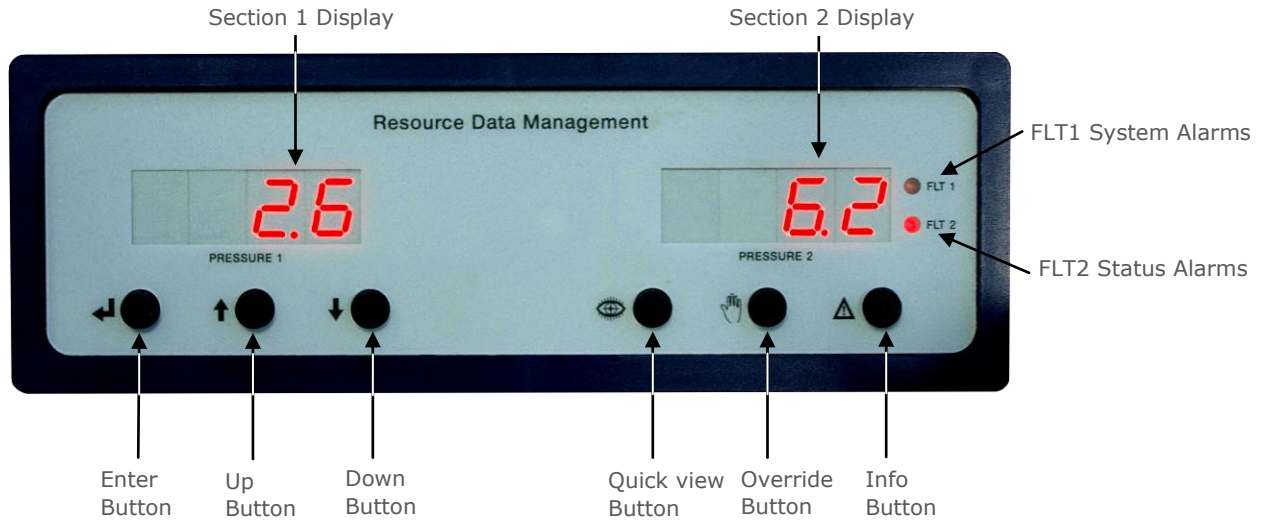 Section 1 Display
Section 2 Display
Resource Data Management
FLT1 System Alarms
2.6
6.2
FLT 1
FLT 2
PRESSURE 1
PRESSURE 2
FLT2 Status Alarms
Enter
Button
Up
Button
Down
Button
Quick view
Button
Override
Button
Info
Button